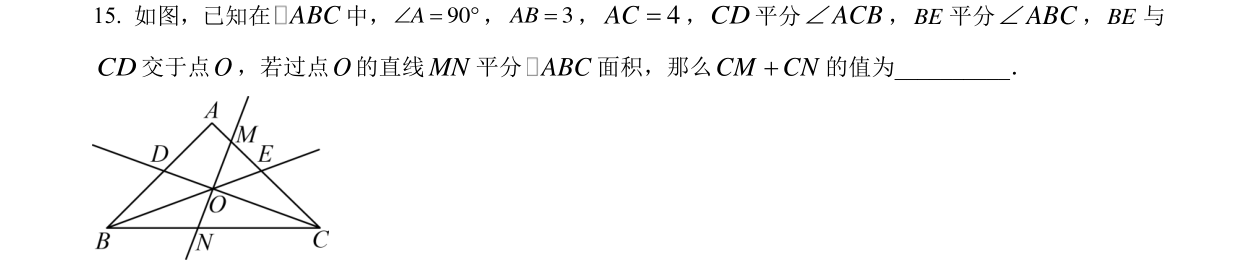 15. 如图，已知在□ABC中，∠A=90°，AB=3，AC=4，CD平分∠ACB，BE平分∠ABC，BE与
CD交于点O，若过点O的直线MN平分□ABC面积，那么CM+CN的值为__________．
A
M
D
E
O
B
N
C